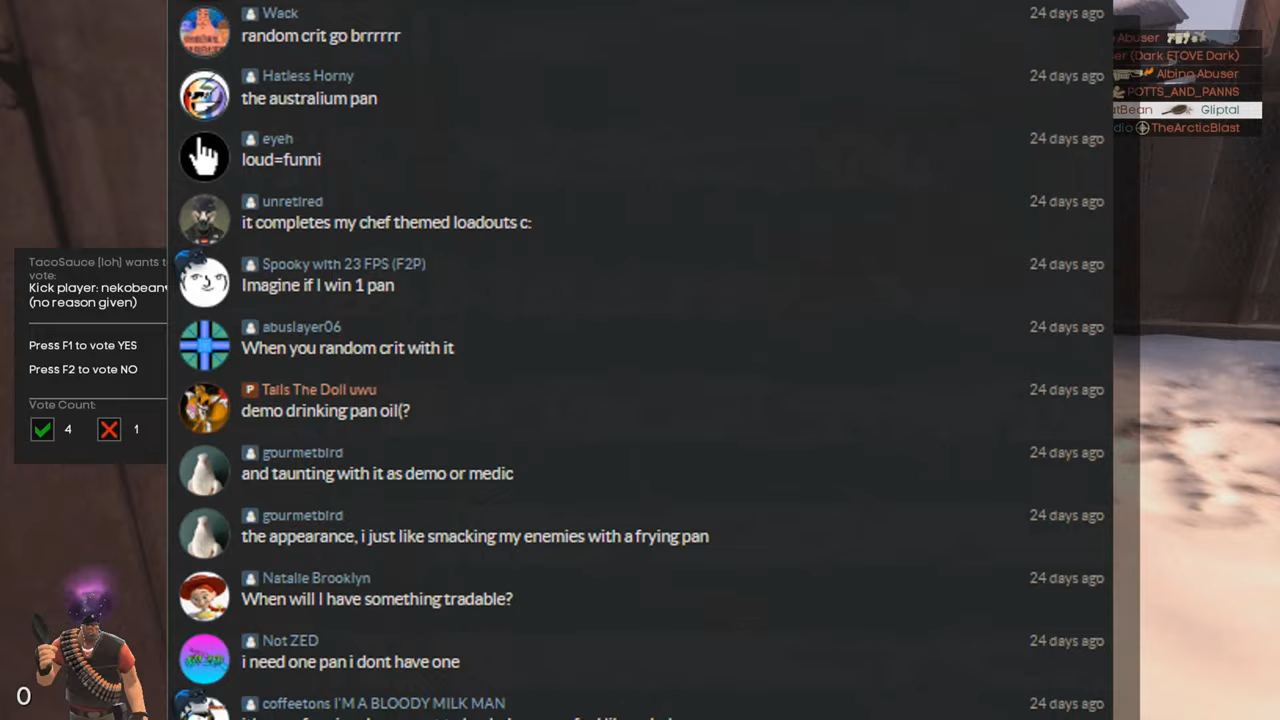 Wack
24 days ago
random crit go brrrrrr
Hatless Horny
24 days ago
the australium pan
eyeh
24 days ago
loud=funni
unretired
24 days ago
it completes my chef themed loadouts c:
Spooky with 23 FPS (F2P)
24 days ago
Imagine if I win 1 pan
abuslayer06
24 days ago
When you random crit with it
P Tails The Doll uwu
24 days ago
demo drinking pan oil(?
gourmetbird
24 days ago
and taunting with it as demo or medic
gourmetbird
24 days ago
the appearance, i just like smacking my enemies with a frying pan
Natalie Brooklyn
24 days ago
When will I have something tradable?
Not ZED
24 days ago
i need one pan i dont have one
coffeetons I'M A BLOODY MILK MAN
24 days ago
TacoSauce [loh] wants t
vote:
Kick player: nekobean
(no reason given)
Press F1 to vote YES
Press F2 to vote NO
Vote Count:
4 1
0
Abuser
er (Dark ETOVE Dark)
Albino Abuser
POTTS_AND_PANNS
tBean Gliptal
dio TheArcticBlast